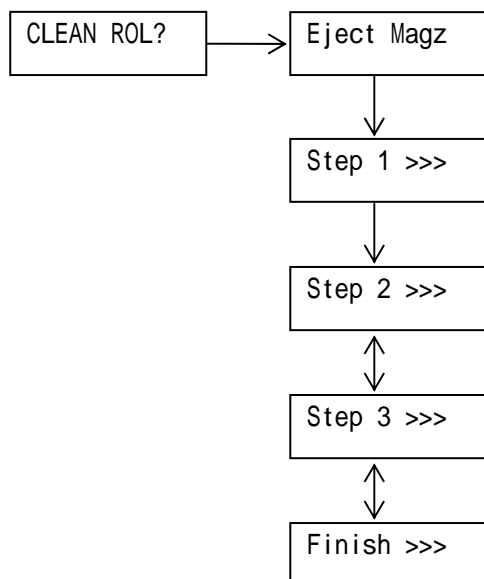 CLEAN ROL?
Eject Magz
Step 1 >>>
Step 2 >>>
Step 3 >>>
Finish >>>